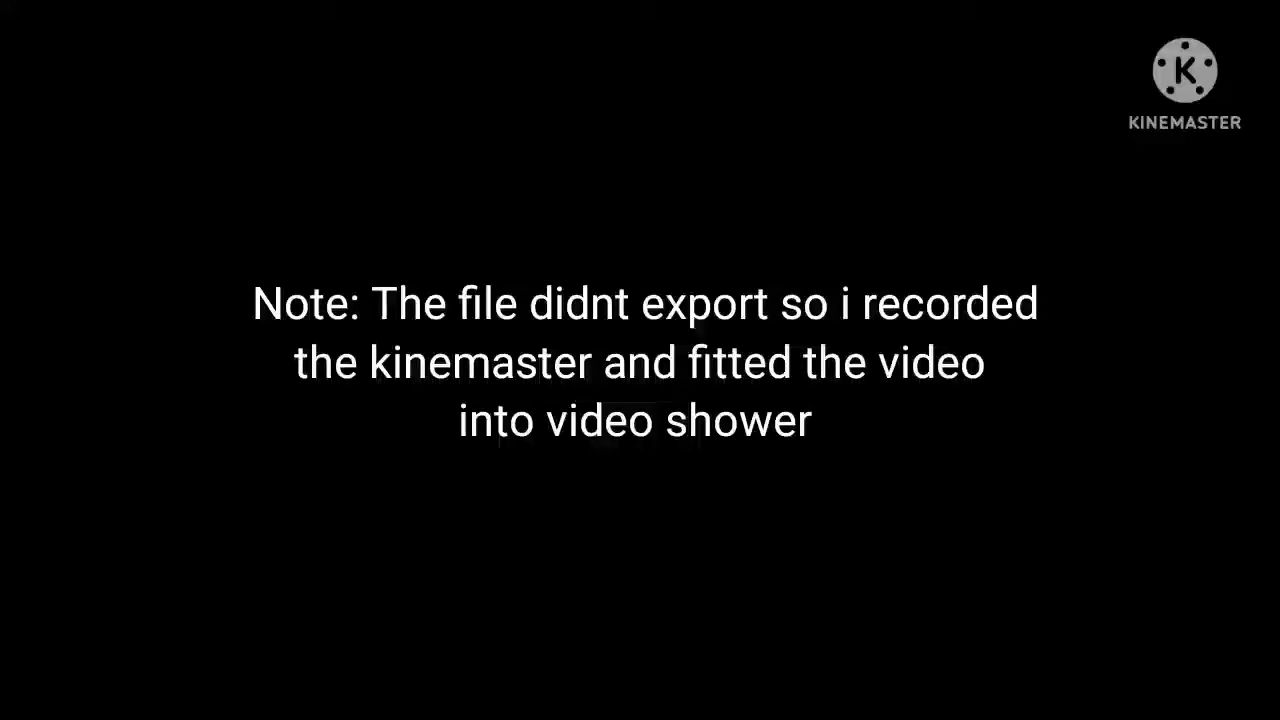 K
KINEMASTER
Note: The file didnt export so i recorded
the kinemaster and fitted the video
into video shower